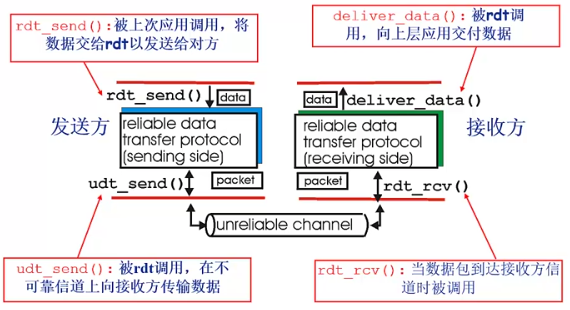 rdt_send():被上次应用调用，将
数据交给rdt以发送给对方
deliver_data():被rdt调
用，向上层应用交付数据
rdt_send()
data
data
deliver_data()
发送方
reliable data
transfer protocol
(sending side)
reliable data
transfer protocol
(receiving side)
接收方
udt_send()
packet
packet
rdt_rcv()
unreliable channel
udt_send():被rdt调用，在不
可靠信道上向接收方传输数据
rdt_rcv():当数据包到达接收方信
道时被调用